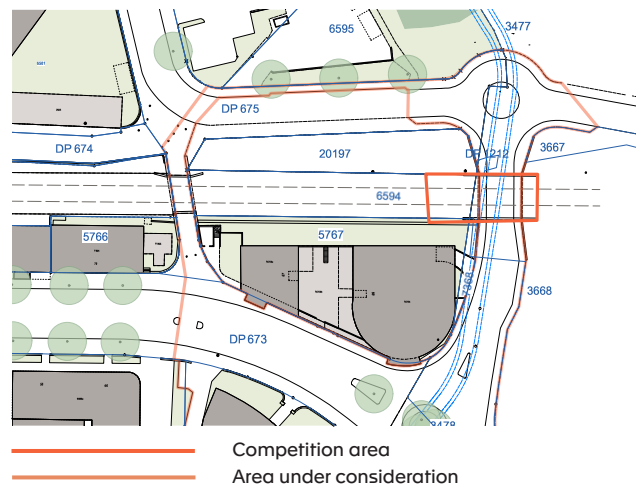 3477
6595
DP 675
DP 674
20197
DP 1212
3667
6594
5766
5767
7368
3668
DP 673
3478
Competition area
Area under consideration